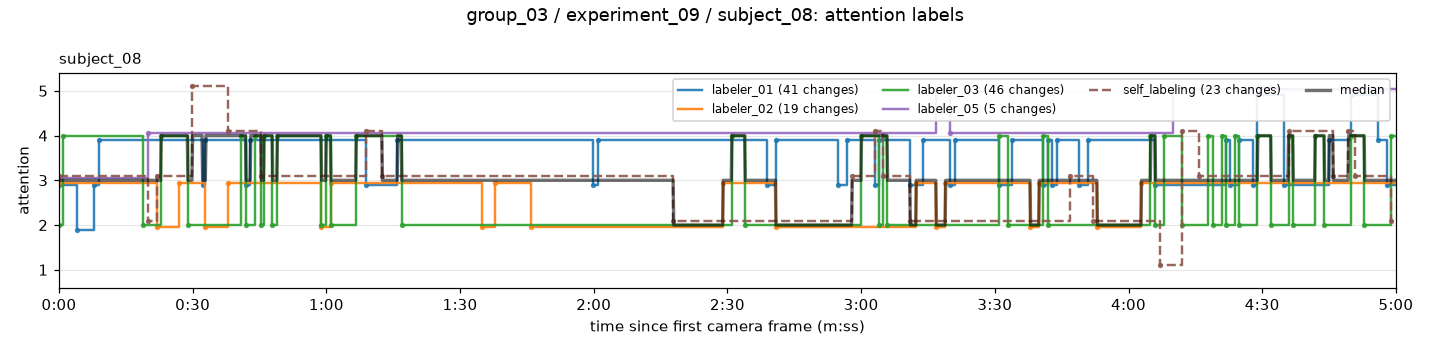 group_03 / experiment_09 / subject_08: attention labels
subject_08
labeler_01 (41 changes)
labeler_02 (19 changes)
labeler_03 (46 changes)
labeler_05 (5 changes)
self_labeling (23 changes)
median
attention
5
4
3
2
1
0:00 0:30 1:00 1:30 2:00 2:30 3:00 3:30 4:00 4:30 5:00
time since first camera frame (m:ss)